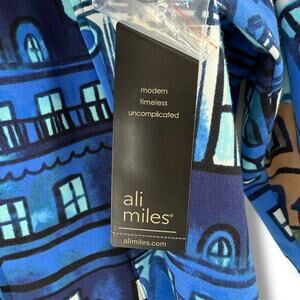 modern
timeless
uncomplicated
ali
miles®
alimiles.com